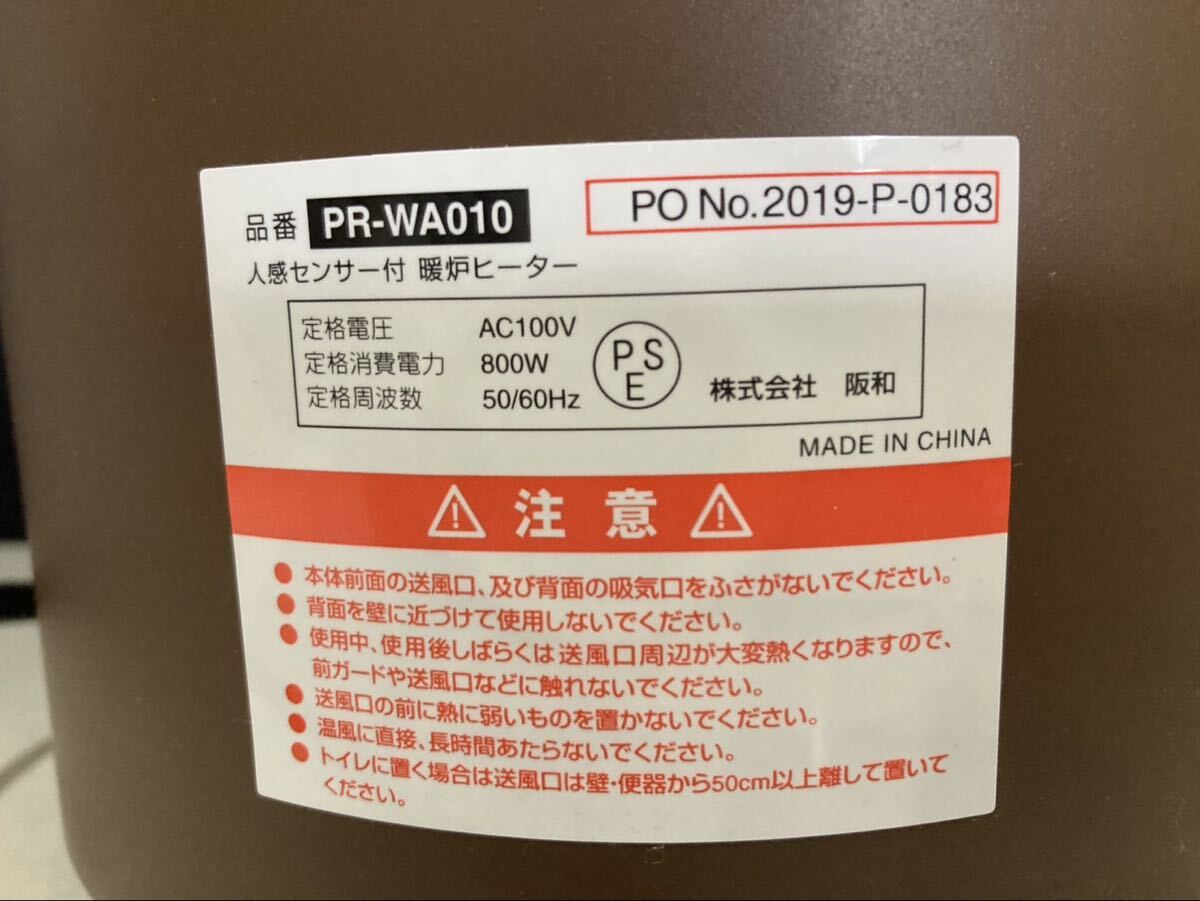 品番 PR-WA010
PO No.2019-P-0183
人感センサー付 暖炉ヒーター
定格電圧 AC100V
定格消費電力 800W
定格周波数 50/60Hz
PSE
株式会社 阪和
MADE IN CHINA
注意
●本体前面の送風口、及び背面の吸気口をふさがないでください。
●背面を壁に近づけて使用しないでください。
●使用中、使用後しばらくは送風口周辺が大変熱くなりますので、
前ガードや送風口などに触れないでください。
●送風口の前に熱に弱いものを置かないでください。
●温風に直接、長時間あたらないでください。
●トイレに置く場合は送風口は壁・便器から50cm以上離して置いて
ください。